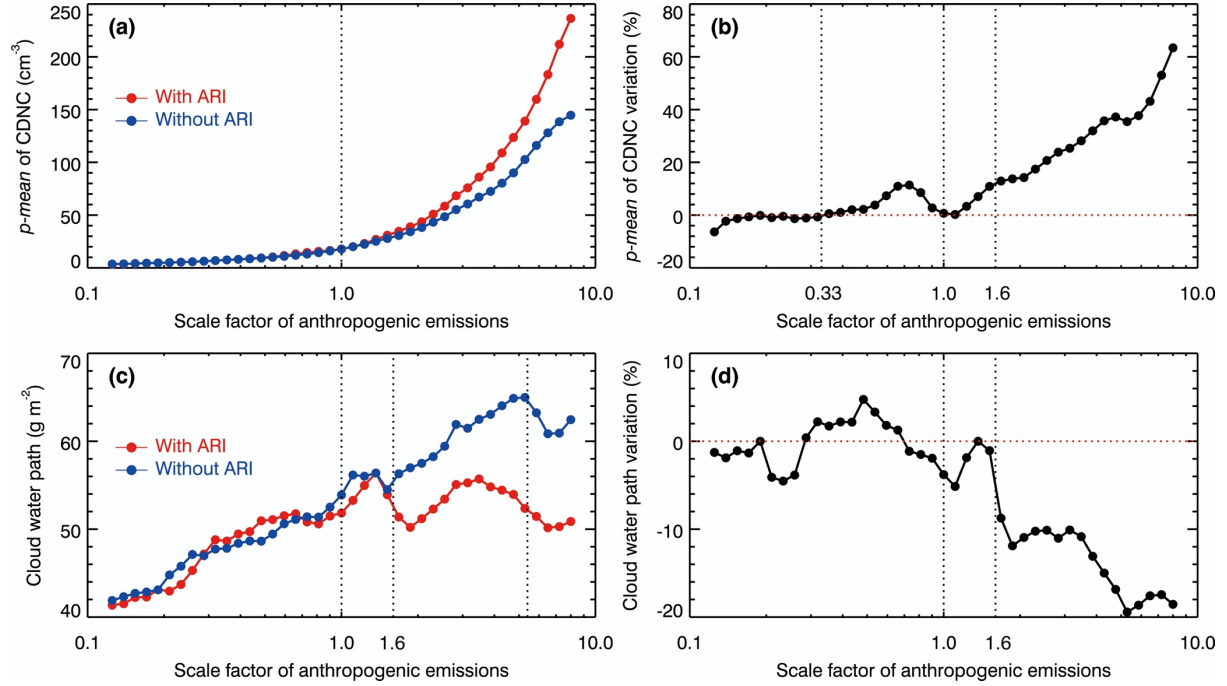 (a)
p-mean of CDNC (cm-3)
250
200
150
100
50
0
With ARI
Without ARI
0.1
1.0
10.0
Scale factor of anthropogenic emissions
(b)
p-mean of CDNC variation (%)
80
60
40
20
0
-20
0.1
0.33
1.0
1.6
10.0
Scale factor of anthropogenic emissions
(c)
Cloud water path (g m-2)
70
60
50
40
With ARI
Without ARI
0.1
1.0
1.6
10.0
Scale factor of anthropogenic emissions
(d)
Cloud water path variation (%)
10
0
-10
-20
0.1
1.0
1.6
10.0
Scale factor of anthropogenic emissions